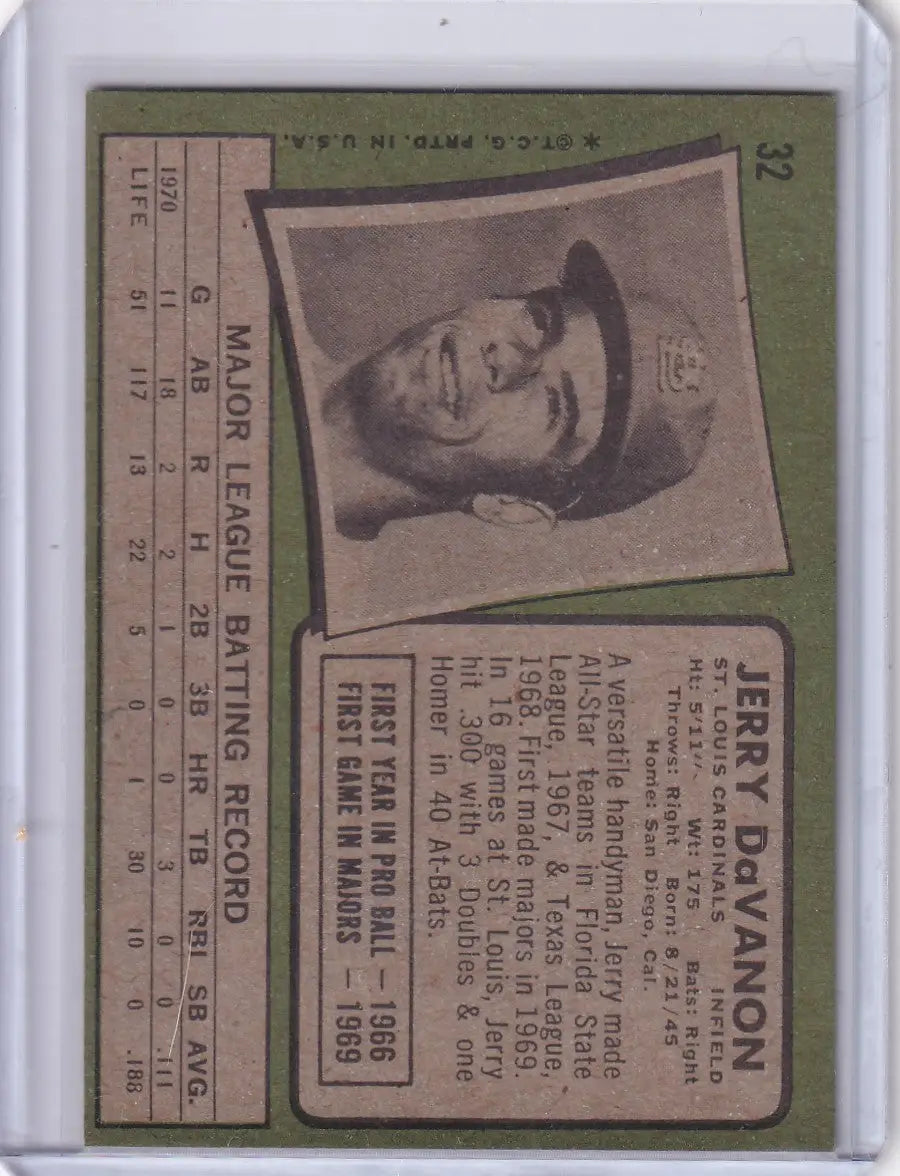 32
JERRY DaVANON
ST. LOUIS CARDINALS INFIELD
Ht: 5'11". Wt: 175 Bats: Right
Throws: Right Born: 8/21/45
Home: San Diego, Cal.
A versatile handyman, Jerry made
All-Star teams in Florida State
League, 1967, & Texas League,
1968. First made majors in 1969.
In 16 games at St. Louis, Jerry
hit .300 with 3 Doubles & one
Homer in 40 At-Bats.
FIRST YEAR IN PRO BALL — 1966
FIRST GAME IN MAJORS — 1969
*©T.C.G. PRTD. IN U.S.A.
MAJOR LEAGUE BATTING RECORD
G AB R H 2B 3B HR TB RBI SB AVG.
1970 11 18 2 2 1 0 0 3 0 0 .111
LIFE 51 117 13 22 5 0 1 30 10 0 .188